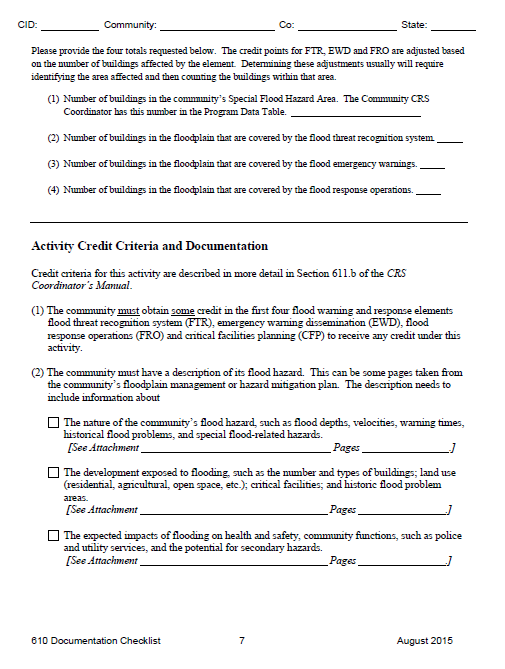 CID: __________ Community: ____________________ Co: ___________________ State: ________
Please provide the four totals requested below. The credit points for FTR, EWD and FRO are adjusted based
on the number of buildings affected by the element. Determining these adjustments usually will require
identifying the area affected and then counting the buildings within that area.
(1) Number of buildings in the community's Special Flood Hazard Area. The Community CRS
Coordinator has this number in the Program Data Table. ________________________
(2) Number of buildings in the floodplain that are covered by the flood threat recognition system. _____
(3) Number of buildings in the floodplain that are covered by the flood emergency warnings. _____
(4) Number of buildings in the floodplain that are covered by the flood response operations. _____
Activity Credit Criteria and Documentation
Credit criteria for this activity are described in more detail in Section 611.b of the CRS
Coordinator's Manual.
(1) The community must obtain some credit in the first four flood warning and response elements
flood threat recognition system (FTR), emergency warning dissemination (EWD), flood
response operations (FRO) and critical facilities planning (CFP) to receive any credit under this
activity.
(2) The community must have a description of its flood hazard. This can be some pages taken from
the community's floodplain management or hazard mitigation plan. The description needs to
include information about
☐ The nature of the community's flood hazard, such as flood depths, velocities, warning times,
historical flood problems, and special flood-related hazards.
[See Attachment ___________________________________ Pages ________________.]
☐ The development exposed to flooding, such as the number and types of buildings; land use
(residential, agricultural, open space, etc.); critical facilities; and historic flood problem
areas.
[See Attachment ___________________________________ Pages ________________.]
☐ The expected impacts of flooding on health and safety, community functions, such as police
and utility services, and the potential for secondary hazards.
[See Attachment ___________________________________ Pages ________________.]
610 Documentation Checklist 7 August 2015